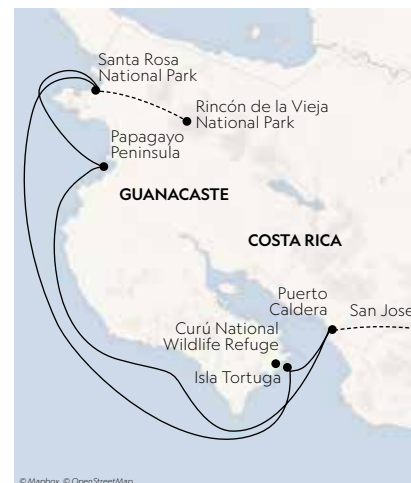 Santa Rosa
National Park
Rincón de la Vieja
National Park
Papagayo
Peninsula
GUANACASTE
COSTA RICA
Puerto
Caldera
San Jose
Curú National
Wildlife Refuge
Isla Tortuga
© Mapbox, © OpenStreetMap